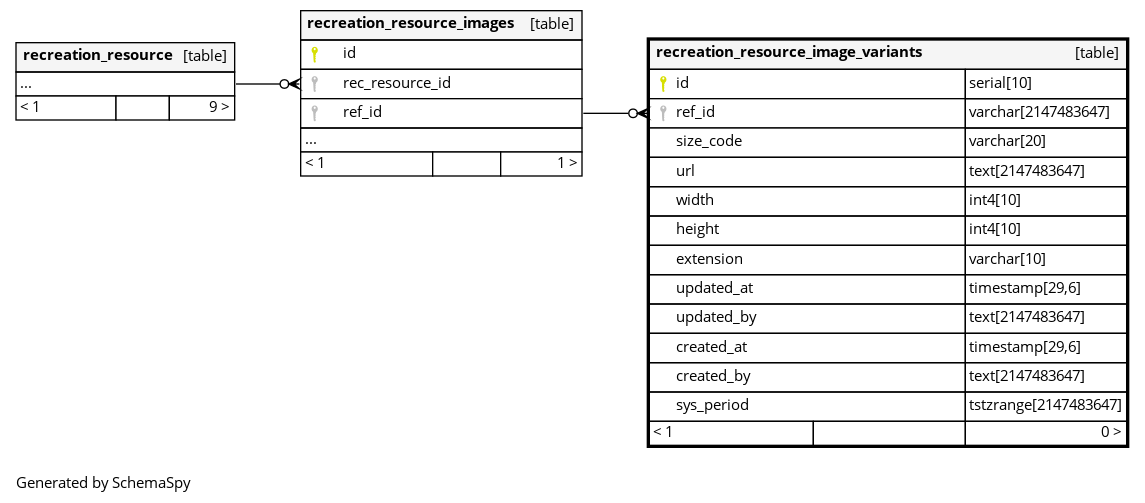 recreation_resource [table]
...
< 1 9 >
recreation_resource_images [table]
id
rec_resource_id
ref_id
...
< 1 1 >
recreation_resource_image_variants [table]
id serial[10]
ref_id varchar[2147483647]
size_code varchar[20]
url text[2147483647]
width int4[10]
height int4[10]
extension varchar[10]
updated_at timestamp[29,6]
updated_by text[2147483647]
created_at timestamp[29,6]
created_by text[2147483647]
sys_period tstzrange[2147483647]
< 1 0 >
Generated by SchemaSpy